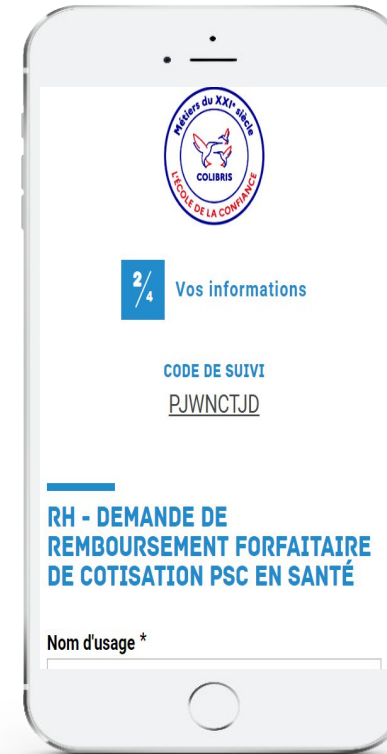 Métiers du XXIe siècle
COLIBRIS
L'ÉCOLE DE LA CONFIANCE
2/4 Vos informations
CODE DE SUIVI
PJWNCTJD
RH - DEMANDE DE
REMBOURSEMENT FORFAITAIRE
DE COTISATION PSC EN SANTÉ
Nom d'usage *